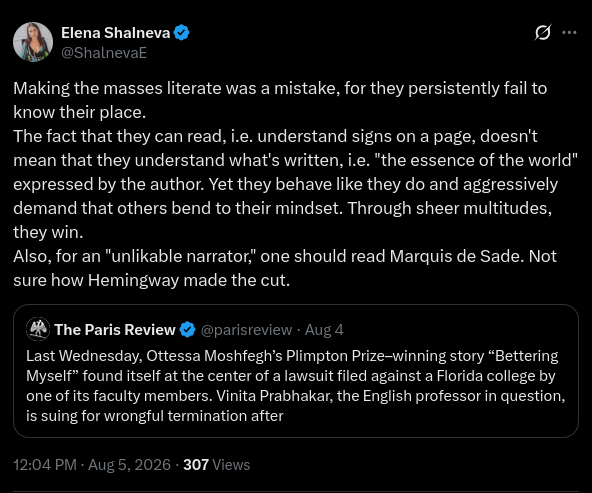 Elena Shalneva
@ShalnevaE
Making the masses literate was a mistake, for they persistently fail to
know their place.
The fact that they can read, i.e. understand signs on a page, doesn't
mean that they understand what's written, i.e. "the essence of the world"
expressed by the author. Yet they behave like they do and aggressively
demand that others bend to their mindset. Through sheer multitudes,
they win.
Also, for an "unlikable narrator," one should read Marquis de Sade. Not
sure how Hemingway made the cut.
The Paris Review @parisreview · Aug 4
Last Wednesday, Ottessa Moshfegh’s Plimpton Prize–winning story “Bettering
Myself” found itself at the center of a lawsuit filed against a Florida college by
one of its faculty members. Vinita Prabhakar, the English professor in question,
is suing for wrongful termination after
12:04 PM · Aug 5, 2026 · 307 Views